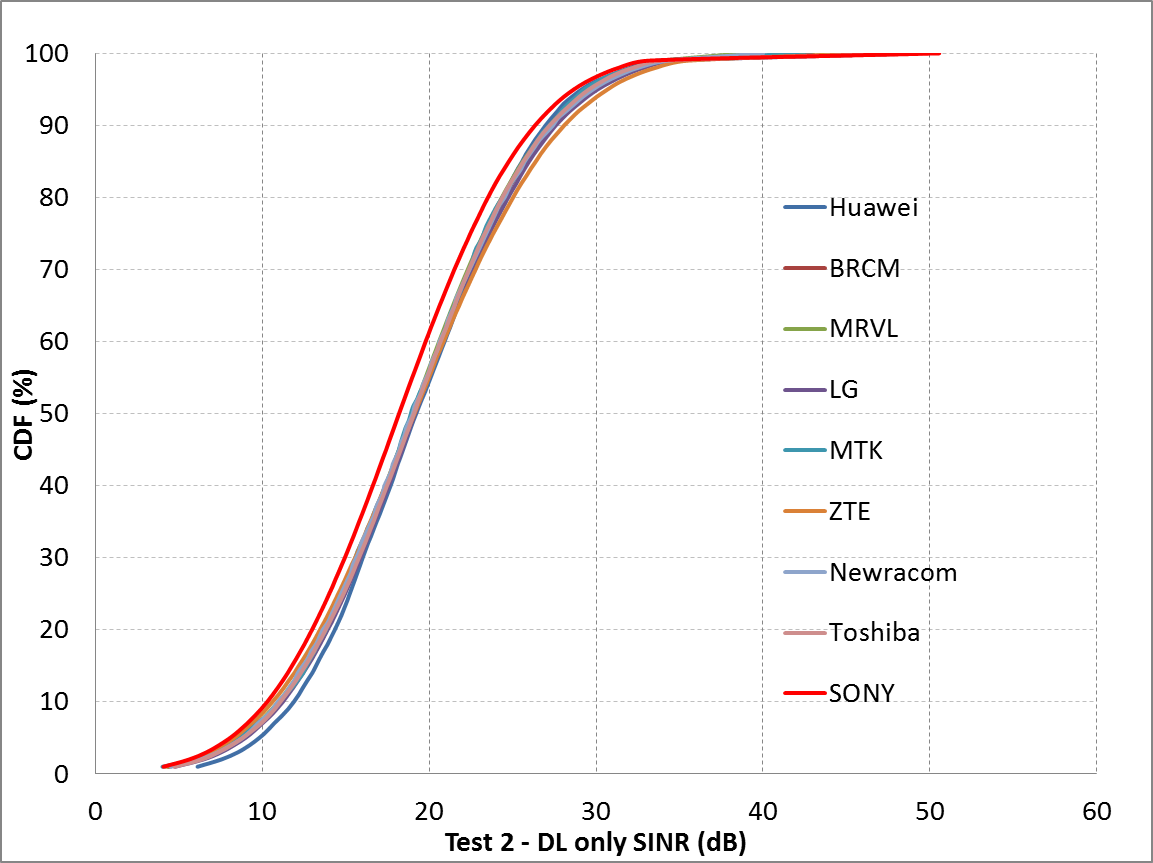 100
90
80
70
60
50
40
30
20
10
0
CDF (%)
Huawei
BRCM
MRVL
LG
MTK
ZTE
Newracom
Toshiba
SONY
0 10 20 30 40 50 60
Test 2 - DL only SINR (dB)